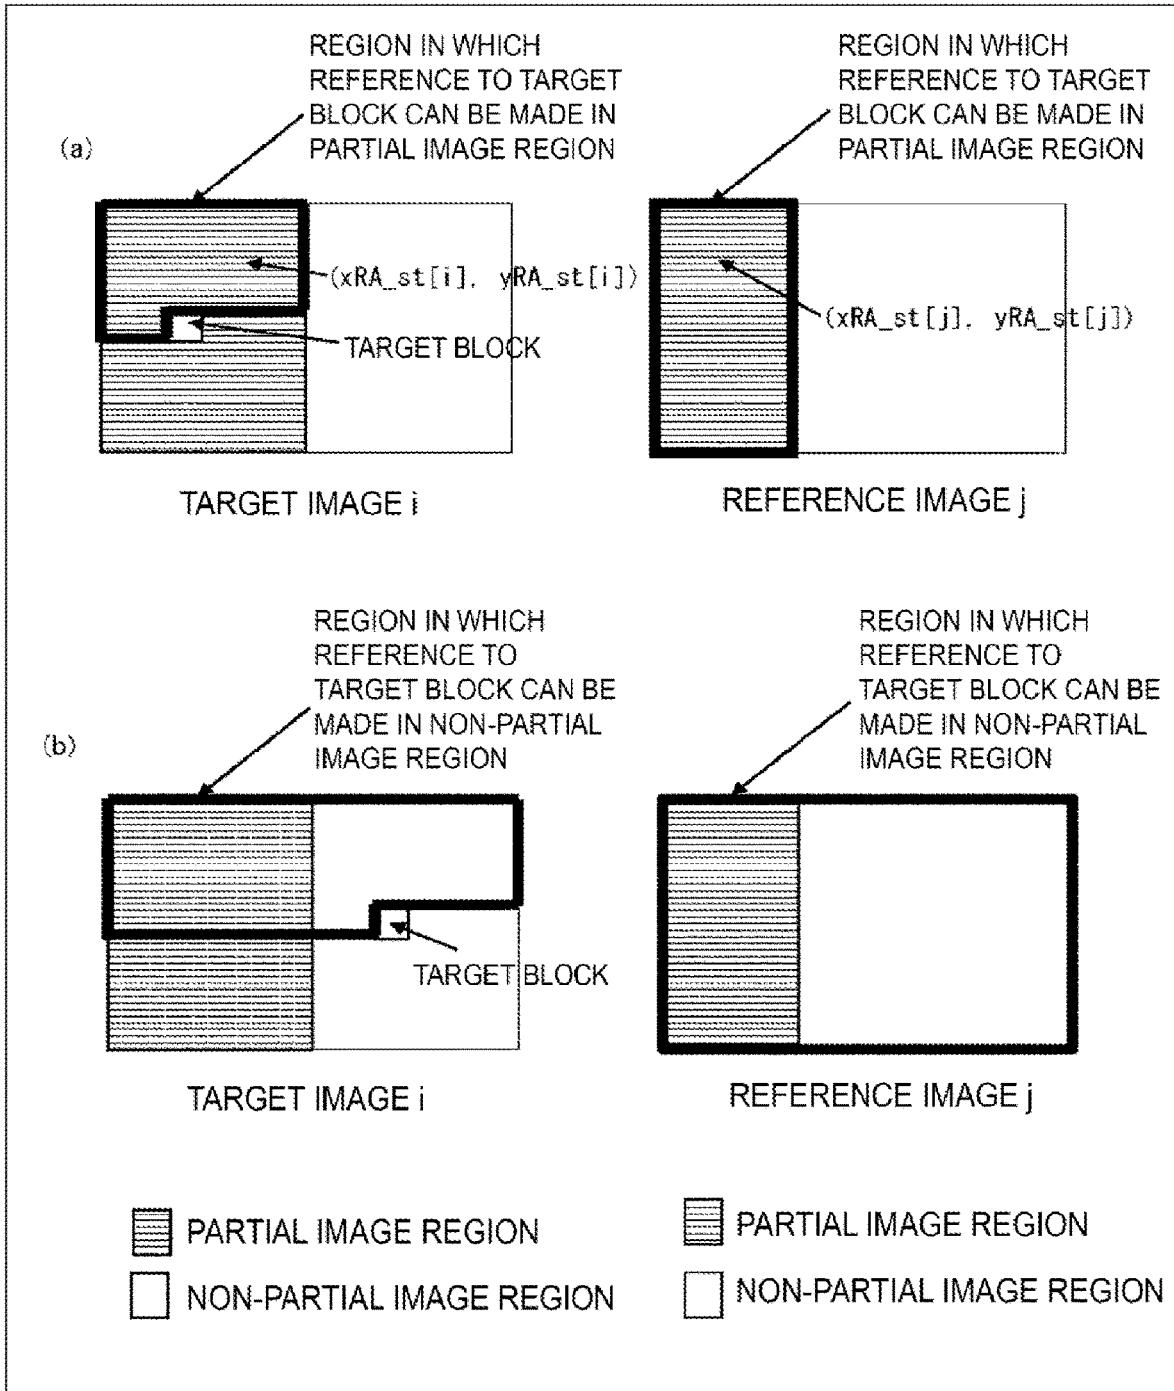 (a)
REGION IN WHICH
REFERENCE TO TARGET
BLOCK CAN BE MADE IN
PARTIAL IMAGE REGION
(xRA_st[i], yRA_st[i])
TARGET BLOCK
TARGET IMAGE i
REGION IN WHICH
REFERENCE TO TARGET
BLOCK CAN BE MADE IN
PARTIAL IMAGE REGION
(xRA_st[j], yRA_st[j])
REFERENCE IMAGE j
(b)
REGION IN WHICH
REFERENCE TO
TARGET BLOCK CAN BE
MADE IN NON-PARTIAL
IMAGE REGION
TARGET BLOCK
TARGET IMAGE i
REGION IN WHICH
REFERENCE TO
TARGET BLOCK CAN BE
MADE IN NON-PARTIAL
IMAGE REGION
REFERENCE IMAGE j
PARTIAL IMAGE REGION
NON-PARTIAL IMAGE REGION
PARTIAL IMAGE REGION
NON-PARTIAL IMAGE REGION